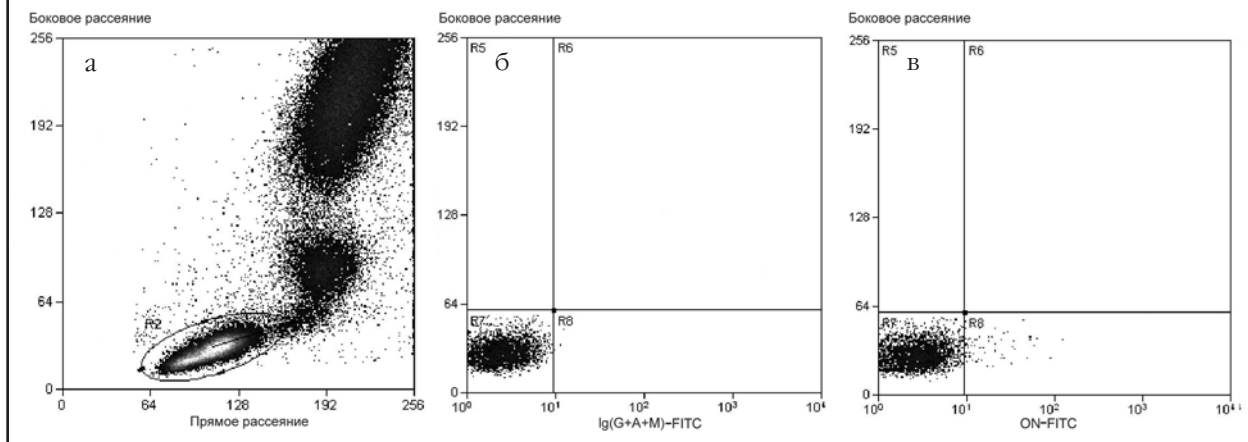 Боковое рассеяние
Боковое рассеяние
Боковое рассеяние
а
б
в
256
192
128
64
0
R2
0 64 128 192 256
Прямое рассеяние
256
192
128
64
0
R5 R6
R7 R8
10⁰ 10¹ 10² 10³ 10⁴
Ig(G+A+M)-FITC
256
192
128
64
0
R5 R6
R7 R8
10⁰ 10¹ 10² 10³
ON-FITC